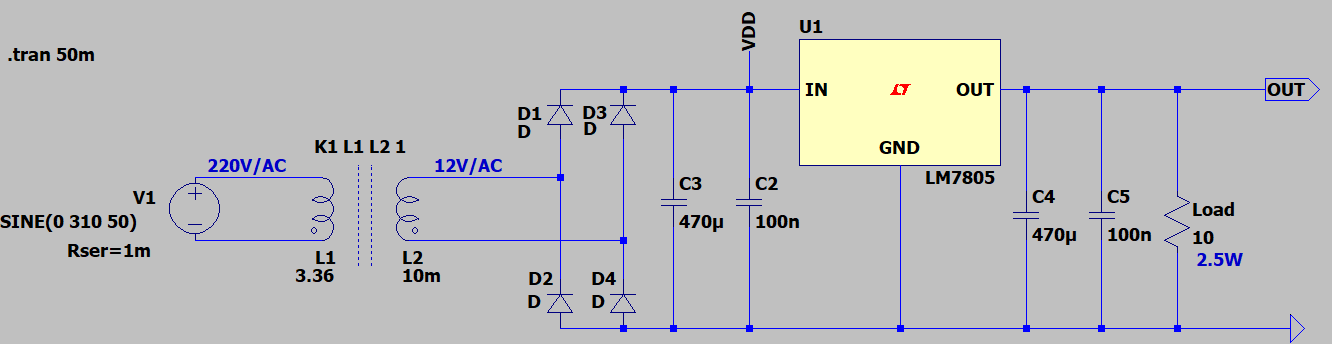 .tran 50m
V1
SINE(0 310 50)
Rser=1m
220V/AC
K1 L1 L2 1
12V/AC
L1
3.36
L2
10m
D1
D
D3
D
D2
D
D4
D
C3
470µ
VDD
C2
100n
U1
IN
OUT
GND
LM7805
C4
470µ
C5
100n
Load
10
2.5W
OUT